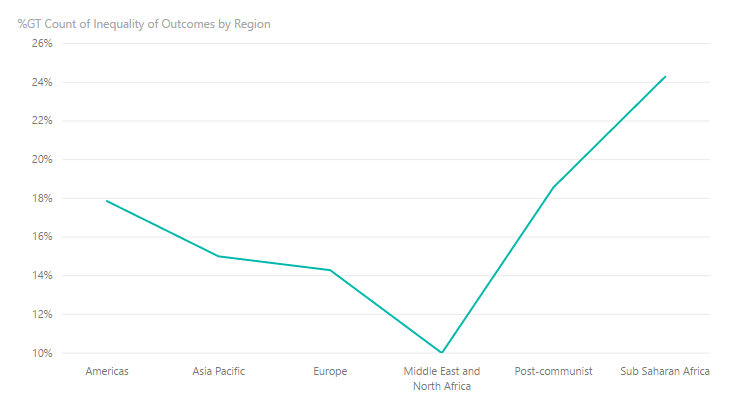 %GT Count of Inequality of Outcomes by Region
26%
24%
22%
20%
18%
16%
14%
12%
10%
Americas
Asia Pacific
Europe
Middle East and
North Africa
Post-communist
Sub Saharan Africa